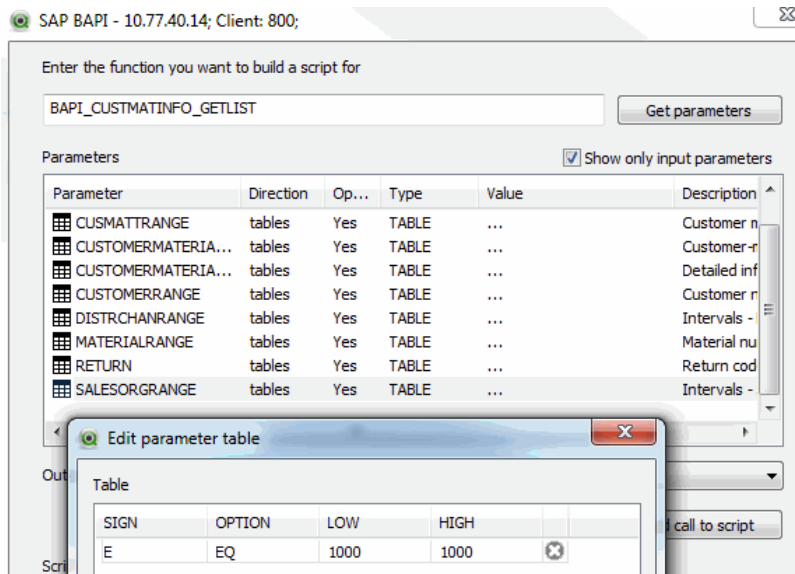 SAP BAPI - 10.77.40.14; Client: 800;
Enter the function you want to build a script for
BAPI_CUSTMATINFO_GETLIST Get parameters
Parameters Show only input parameters
Parameter Direction Op... Type Value Description
CUSMATTRANGE tables Yes TABLE ... Customer
CUSTOMERMATERIA... tables Yes TABLE ... Customer-
CUSTOMERMATERIA... tables Yes TABLE ... Detailed inf
CUSTOMERRANGE tables Yes TABLE ... Customer
DISTRCHANRANGE tables Yes TABLE ... Intervals -
MATERIALRANGE tables Yes TABLE ... Material nu
RETURN tables Yes TABLE ... Return cod
SALESORGRANGE tables Yes TABLE ... Intervals -
Edit parameter table
Out
Table
SIGN OPTION LOW HIGH
call to script
E EQ 1000 1000
Scri